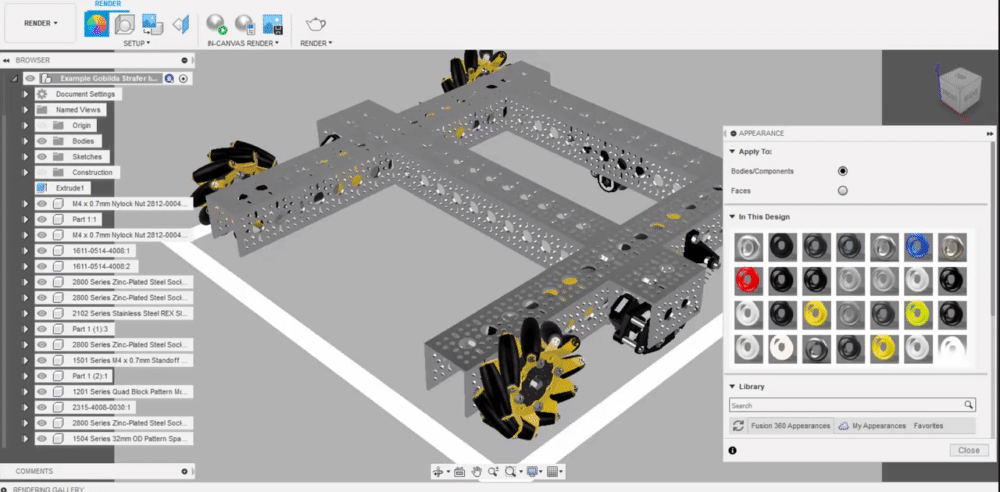 RENDER
RENDER ▾
SETUP ▾
IN-CANVAS RENDER ▾
RENDER ▾
BROWSER
Example Gobilda Strafer b...
Document Settings
Named Views
Origin
Bodies
Sketches
Construction
Extrude1
M4 x 0.7mm Nylock Nut 2812-0004...
Part 1:1
M4 x 0.7mm Nylock Nut 2812-0004...
1611-0514-4008:1
1611-0514-4008:2
2800 Series Zinc-Plated Steel Sock...
2800 Series Zinc-Plated Steel Sock...
2102 Series Stainless Steel REX S...
Part 1 (1):3
2800 Series Zinc-Plated Steel Sock...
1501 Series M4 x 0.7mm Standoff ...
Part 1 (2):1
1201 Series Quad Block Pattern Mo...
2315-4008-0030:1
2800 Series Zinc-Plated Steel Sock...
1504 Series 32mm OD Pattern Spa...
COMMENTS
RENDERING GALLERY
APPEARANCE
Apply To:
Bodies/Components
Faces
In This Design
Library
Search
Fusion 360 Appearances
My Appearances
Favorites
Close